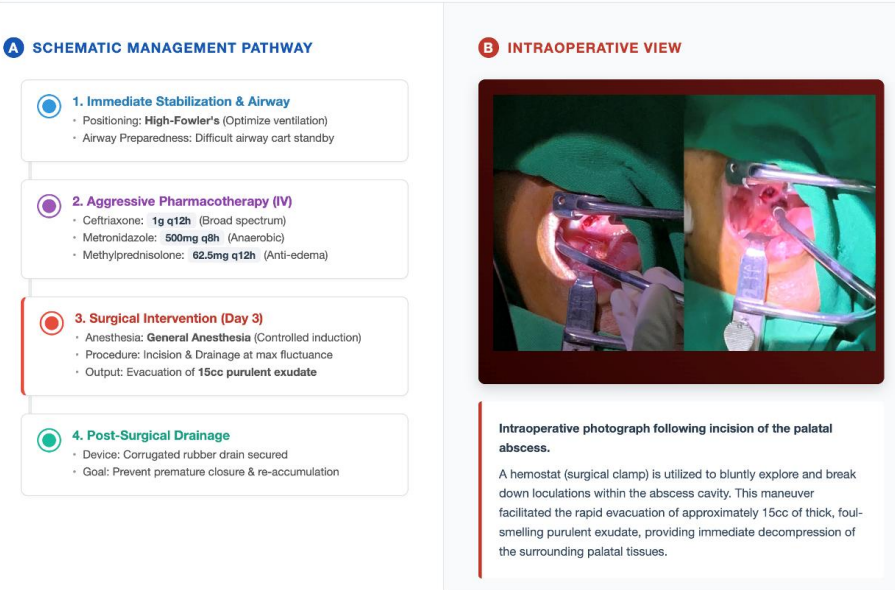 A SCHEMATIC MANAGEMENT PATHWAY
1. Immediate Stabilization & Airway
• Positioning: High-Fowler's (Optimize ventilation)
• Airway Preparedness: Difficult airway cart standby
2. Aggressive Pharmacotherapy (IV)
• Ceftriaxone: 1g q12h (Broad spectrum)
• Metronidazole: 500mg q8h (Anaerobic)
• Methylprednisolone: 62.5mg q12h (Anti-edema)
3. Surgical Intervention (Day 3)
• Anesthesia: General Anesthesia (Controlled induction)
• Procedure: Incision & Drainage at max fluctuance
• Output: Evacuation of 15cc purulent exudate
4. Post-Surgical Drainage
• Device: Corrugated rubber drain secured
• Goal: Prevent premature closure & re-accumulation
B INTRAOPERATIVE VIEW
Intraoperative photograph following incision of the palatal
abscess.
A hemostat (surgical clamp) is utilized to bluntly explore and break
down loculations within the abscess cavity. This maneuver
facilitated the rapid evacuation of approximately 15cc of thick, foul-
smelling purulent exudate, providing immediate decompression of
the surrounding palatal tissues.